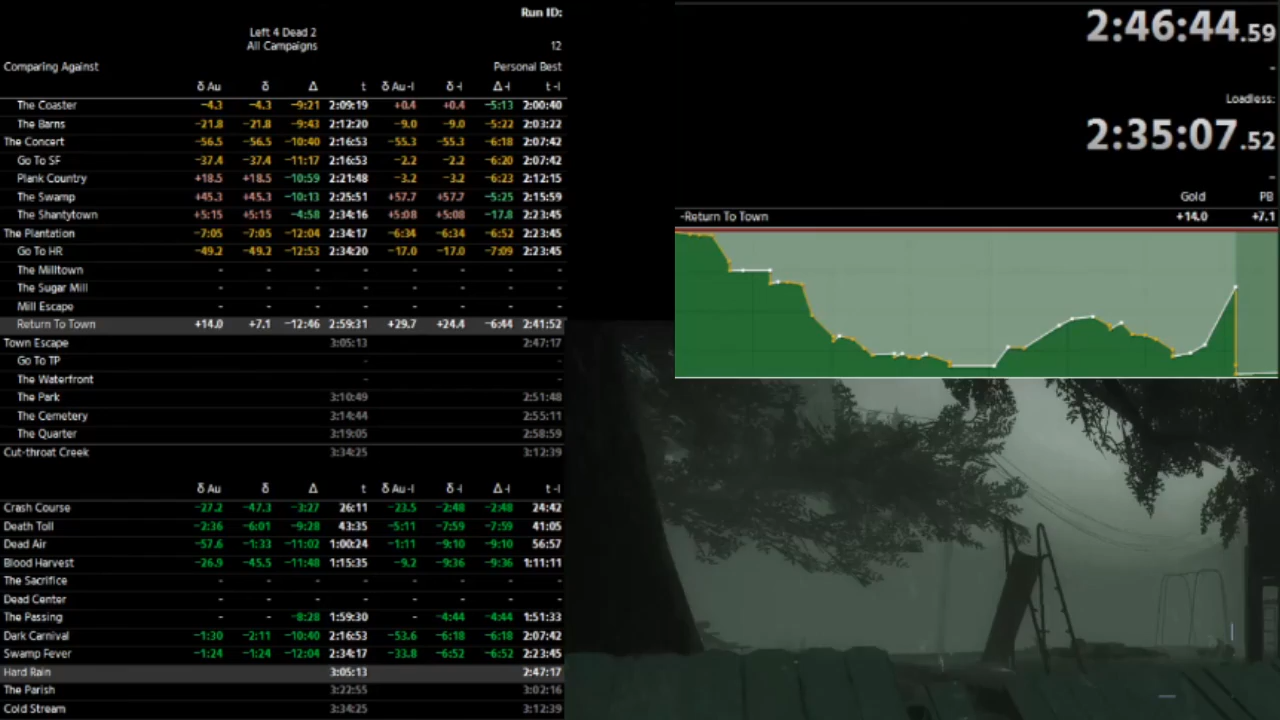 Run ID:
Left 4 Dead 2
All Campaigns 12
Comparing Against Personal Best
δ Au δ Δ t δ Au-I δ -I Δ -I t -I
The Coaster −4.3 −4.3 −9:21 2:09:19 +0.4 +0.4 −5:13 2:00:40
The Barns −21.8 −21.8 −9:43 2:12:20 −9.0 −9.0 −5:22 2:03:22
The Concert −56.5 −56.5 −10:40 2:16:53 −55.3 −55.3 −6:18 2:07:42
Go To SF −37.4 −37.4 −11:17 2:16:53 −2.2 −2.2 −6:20 2:07:42
Plank Country +18.5 +18.5 −10:59 2:21:48 −3.2 −3.2 −6:23 2:12:15
The Swamp +45.3 +45.3 −10:13 2:25:51 +57.7 +57.7 −5:25 2:15:59
The Shantytown +5:15 +5:15 −4:58 2:34:16 +5:08 +5:08 −17.8 2:23:45
The Plantation −7:05 −7:05 −12:04 2:34:17 −6:34 −6:34 −6:52 2:23:45
Go To HR −49.2 −49.2 −12:53 2:34:20 −17.0 −17.0 −7:09 2:23:45
The Milltown - - - - - - - -
The Sugar Mill - - - - - - - -
Mill Escape - - - - - - - -
Return To Town +14.0 +7.1 −12:46 2:59:31 +29.7 +24.4 −6:44 2:41:52
Town Escape 3:05:13 2:47:17
Go To TP - -
The Waterfront - -
The Park 3:10:49 2:51:48
The Cemetery 3:14:44 2:55:11
The Quarter 3:19:05 2:58:59
Cut-throat Creek 3:34:25 3:12:39
δ Au δ Δ t δ Au-I δ -I Δ -I t -I
Crash Course −27.2 −47.3 −3:27 26:11 −23.5 −2:48 −2:48 24:42
Death Toll −2:36 −6:01 −9:28 43:35 −5:11 −7:59 −7:59 41:05
Dead Air −57.6 −1:33 −11:02 1:00:24 −1:11 −9:10 −9:10 56:57
Blood Harvest −26.9 −45.5 −11:48 1:15:35 −9.2 −9:36 −9:36 1:11:11
The Sacrifice - - - - - - - -
Dead Center - - - - - - - -
The Passing - - −8:28 1:59:30 - −4:44 −4:44 1:51:33
Dark Carnival −1:30 −2:11 −10:40 2:16:53 −53.6 −6:18 −6:18 2:07:42
Swamp Fever −1:24 −1:24 −12:04 2:34:17 −33.8 −6:52 −6:52 2:23:45
Hard Rain 3:05:13 2:47:17
The Parish 3:22:55 3:02:16
Cold Stream 3:34:25 3:12:39
2:46:44.59
-
Loadless:
2:35:07.52
-
Gold PB
-Return To Town +14.0 +7.1